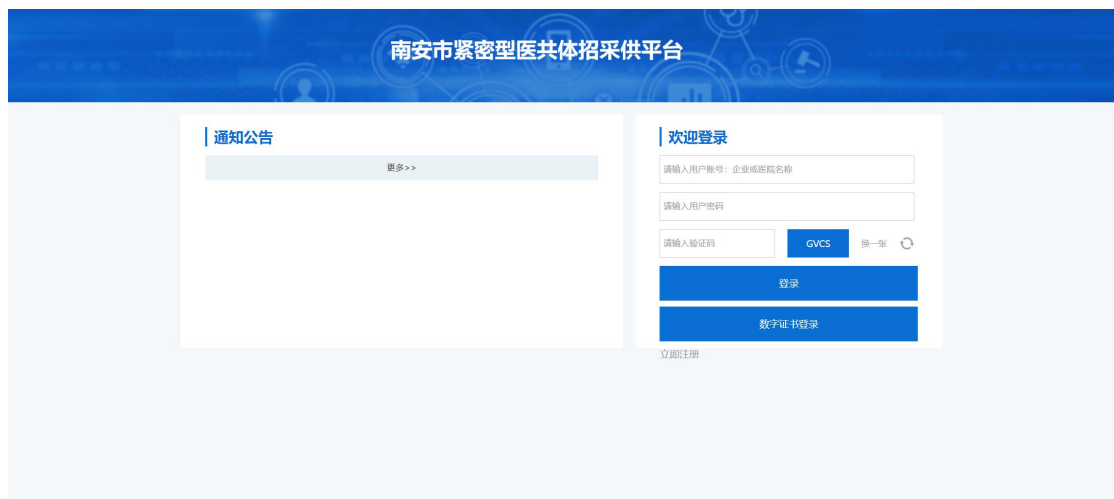 南安市紧密型医共体招采供平台
通知公告
更多>>
欢迎登录
请输入用户账号：企业或医院名称
请输入用户密码
请输入验证码
GVCS
换一张
登录
数字证书登录
立即注册